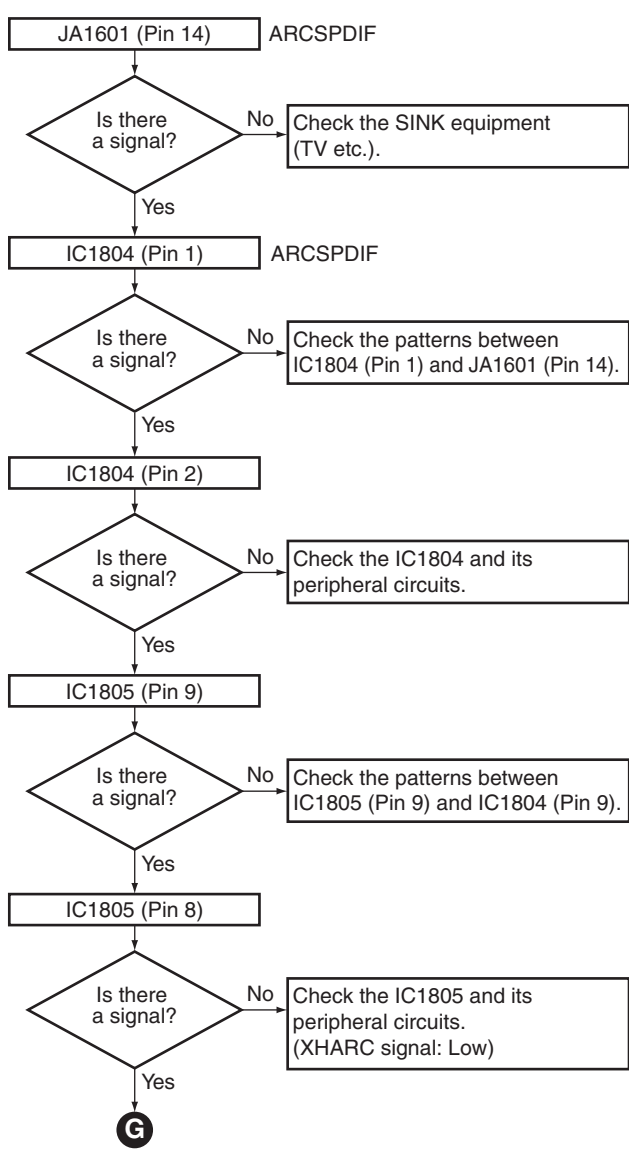 JA1601 (Pin 14)
ARCSPDIF
Is there
a signal?
No
Check the SINK equipment
(TV etc.).
Yes
IC1804 (Pin 1)
ARCSPDIF
Is there
a signal?
No
Check the patterns between
IC1804 (Pin 1) and JA1601 (Pin 14).
Yes
IC1804 (Pin 2)
Is there
a signal?
No
Check the IC1804 and its
peripheral circuits.
Yes
IC1805 (Pin 9)
Is there
a signal?
No
Check the patterns between
IC1805 (Pin 9) and IC1804 (Pin 9).
Yes
IC1805 (Pin 8)
Is there
a signal?
No
Check the IC1805 and its
peripheral circuits.
(XHARC signal: Low)
Yes
G